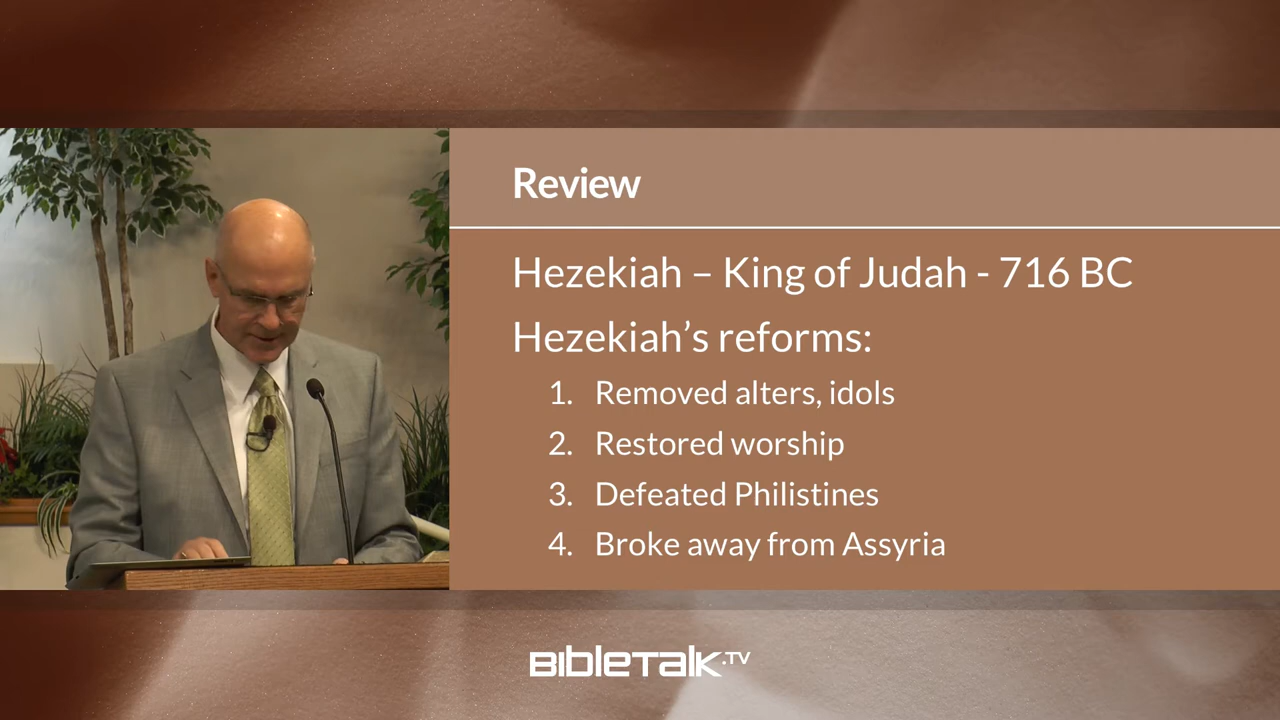 Review
Hezekiah – King of Judah - 716 BC
Hezekiah’s reforms:
1. Removed alters, idols
2. Restored worship
3. Defeated Philistines
4. Broke away from Assyria
BIBLETALK.TV